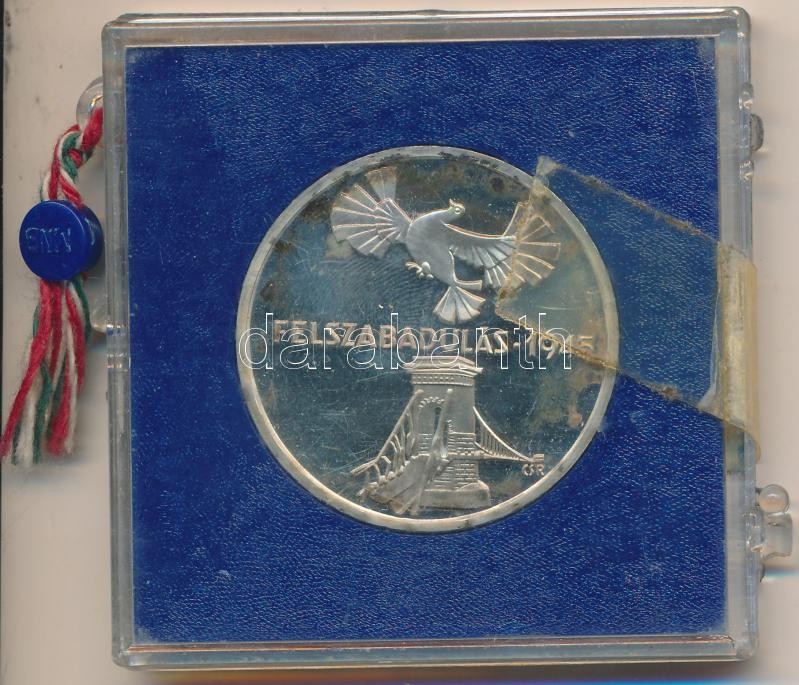 MNB
FELSZABADULÁS-1945
darabanth
CSR